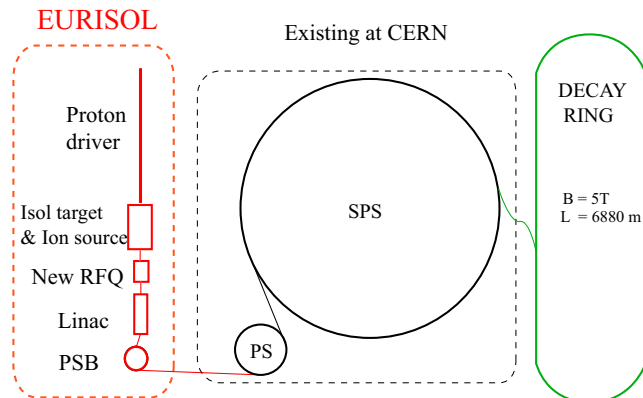 EURISOL
Existing at CERN
Proton
driver
Isol target
& Ion source
New RFQ
Linac
PSB
SPS
PS
DECAY
RING
B = 5T
L = 6880 m